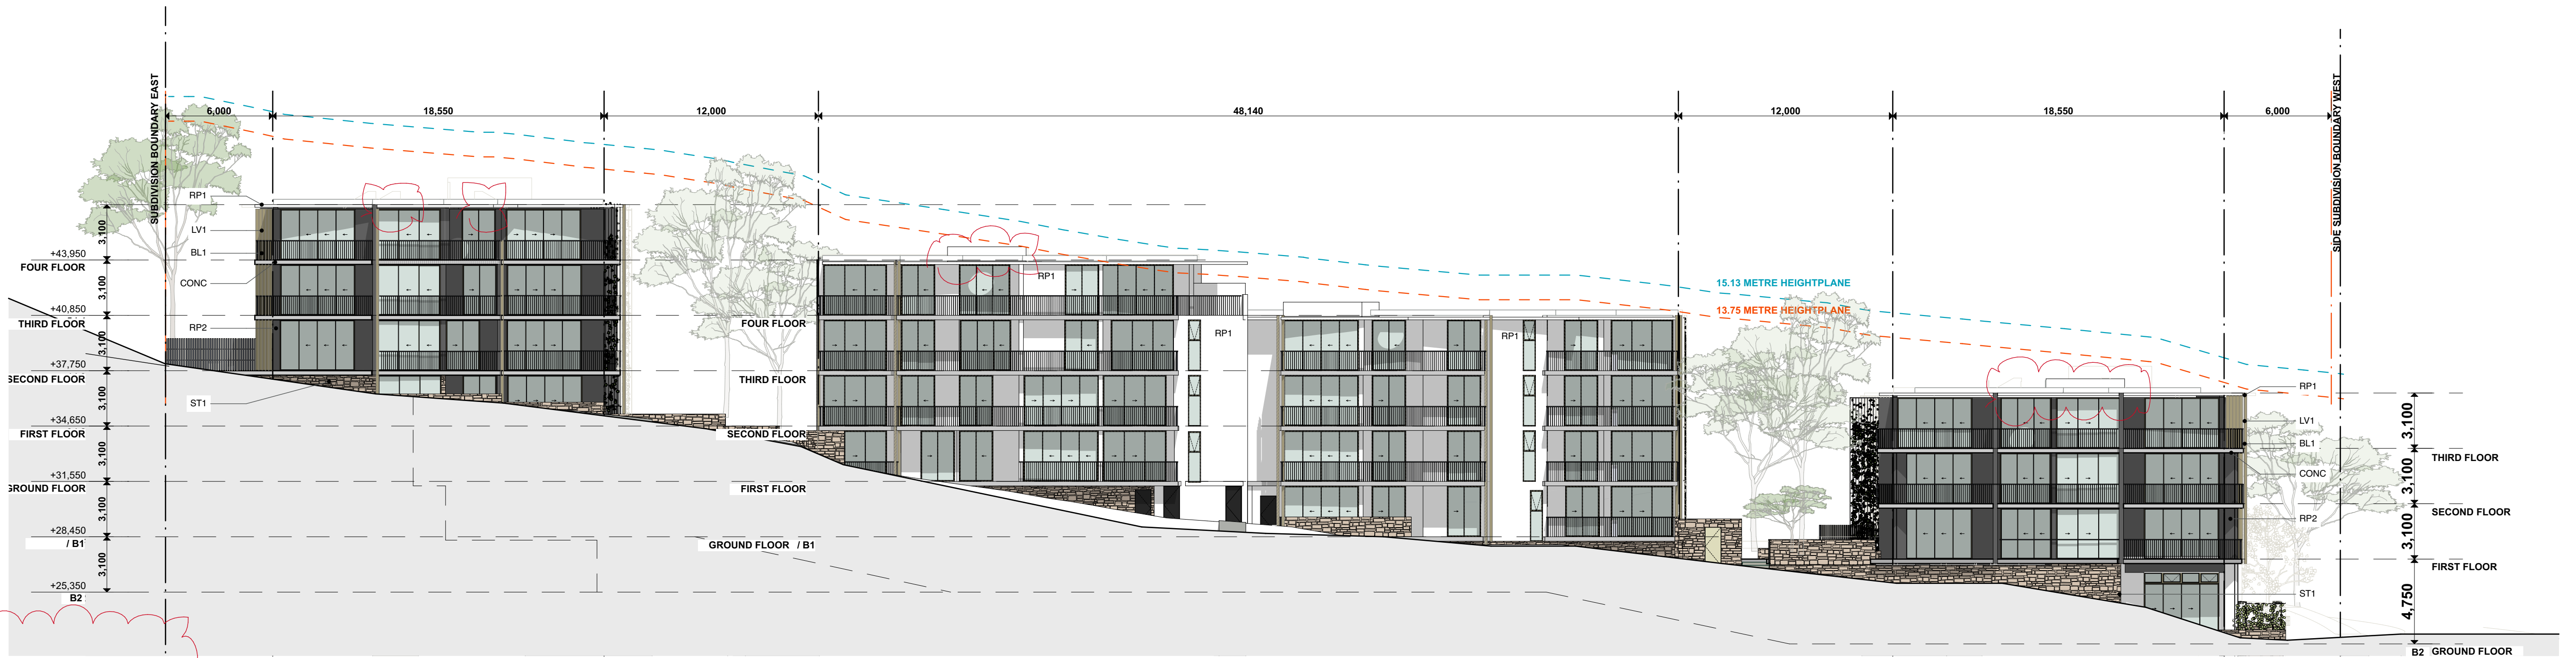 SUBDIVISION BOUNDARY EAST
6,000
18,550
12,000
48,140
12,000
18,550
6,000
SIDE SUBDIVISION BOUNDARY WEST
RP1
LV1
BL1
CONC
RP2
ST1
3,100
+43,950
FOUR FLOOR
3,100
+40,850
THIRD FLOOR
3,100
+37,750
SECOND FLOOR
3,100
+34,650
FIRST FLOOR
3,100
+31,550
GROUND FLOOR
3,100
+28,450
/ B1
3,100
+25,350
B2
FOUR FLOOR
THIRD FLOOR
SECOND FLOOR
FIRST FLOOR
GROUND FLOOR / B1
RP1
RP1
RP1
15.13 METRE HEIGHTPLANE
13.75 METRE HEIGHTPLANE
RP1
LV1
BL1
CONC
RP2
ST1
3,100
THIRD FLOOR
3,100
SECOND FLOOR
3,100
FIRST FLOOR
4,750
B2 GROUND FLOOR